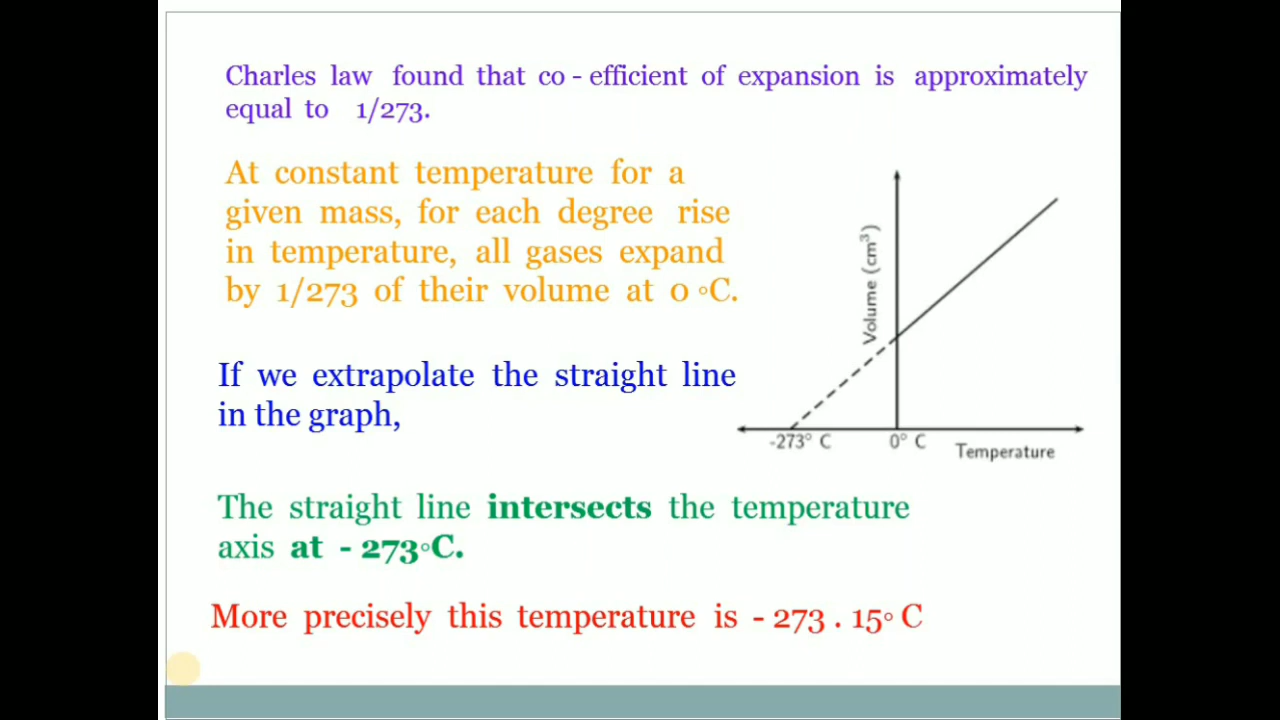 Charles law found that co - efficient of expansion is approximately
equal to 1/273.
At constant temperature for a
given mass, for each degree rise
in temperature, all gases expand
by 1/273 of their volume at 0 °C.
If we extrapolate the straight line
in the graph,
Volume (cm³)
-273° C
0° C
Temperature
The straight line intersects the temperature
axis at - 273°C.
More precisely this temperature is - 273 . 15° C